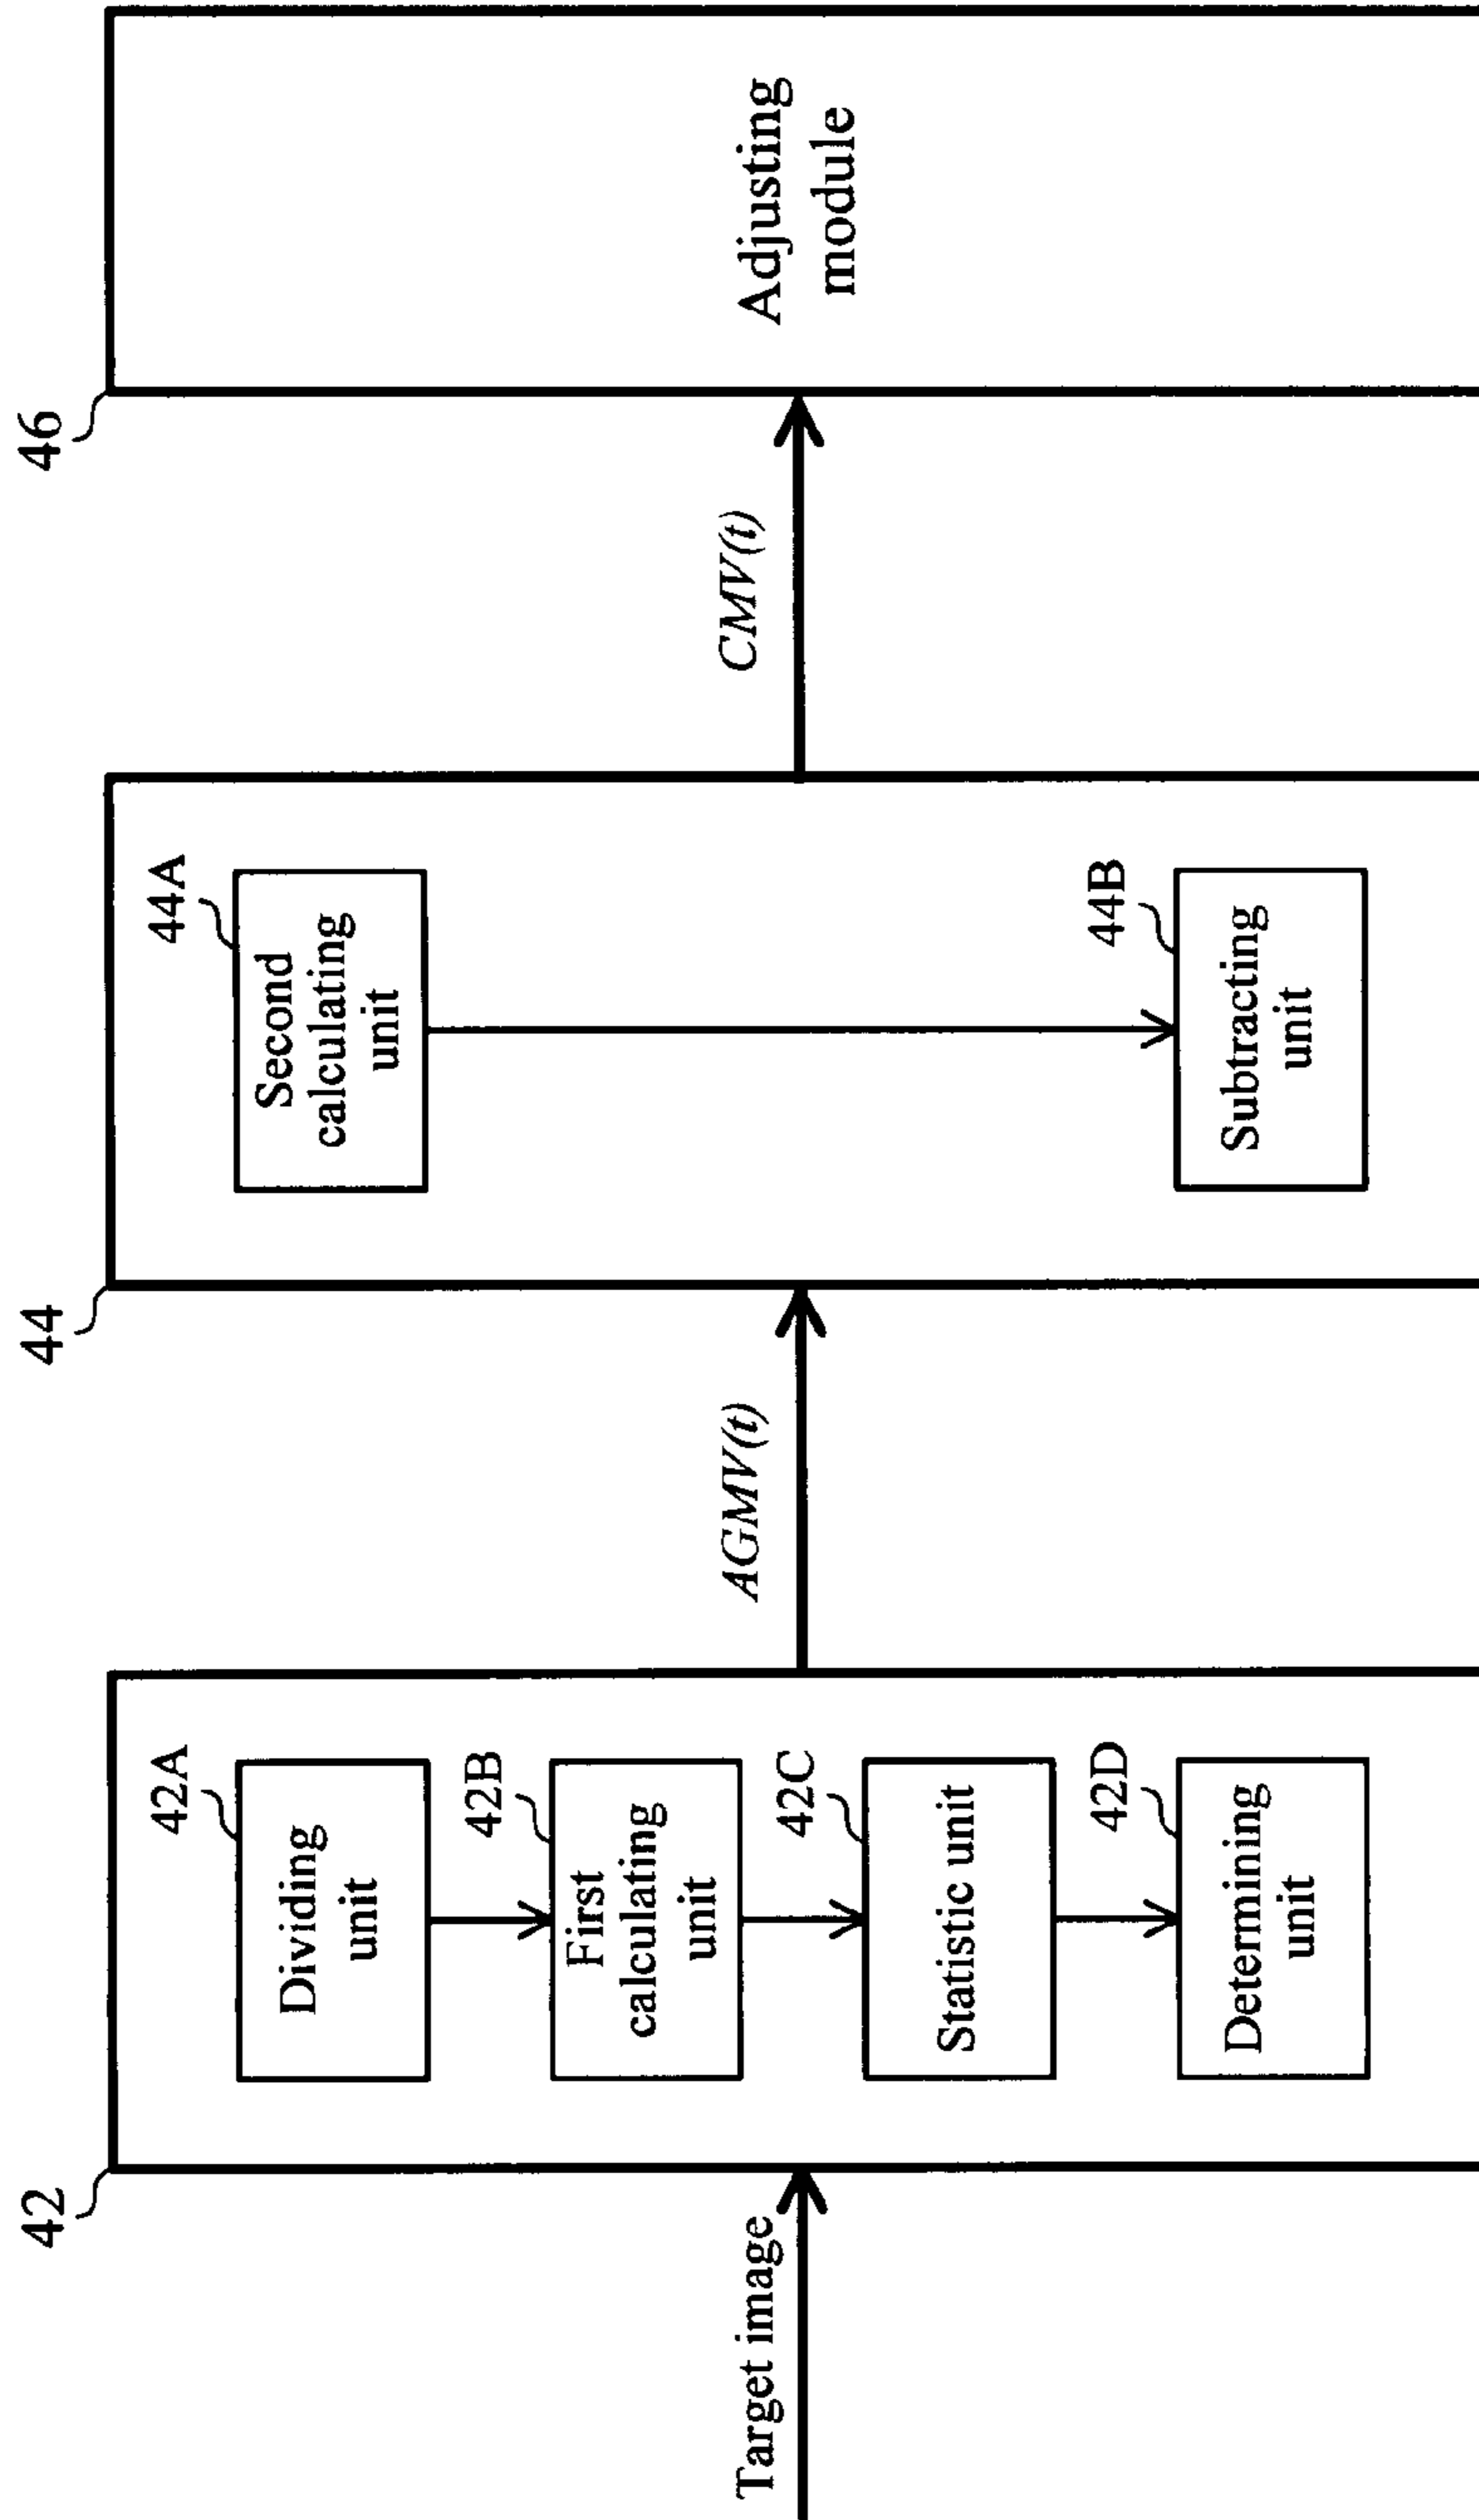 42
44
46
Target image
42A
Dividing
unit
42B
First
calculating
unit
42C
Statistic unit
42D
Determining
unit
AGMV(t)
44A
Second
calculating
unit
44B
Subtracting
unit
CMV(t)
Adjusting
module